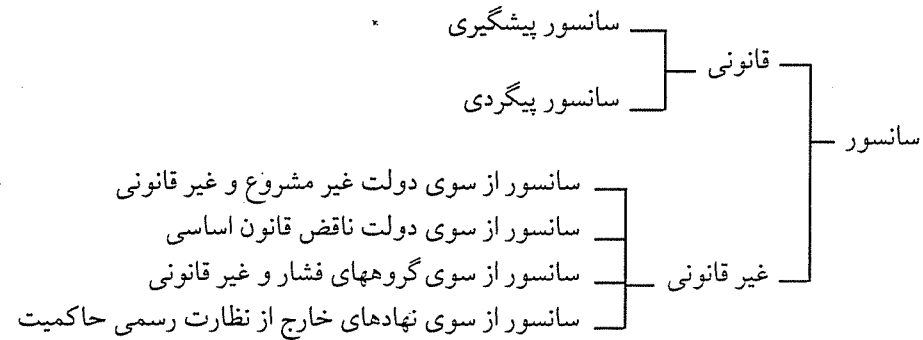 سانسور
قانونی
سانسور پیشگیری
سانسور پیگردی
غیر قانونی
سانسور از سوی دولت غیر مشروع و غیر قانونی
سانسور از سوی دولت ناقض قانون اساسی
سانسور از سوی گروههای فشار و غیر قانونی
سانسور از سوی نهادهای خارج از نظارت رسمی حاکمیت